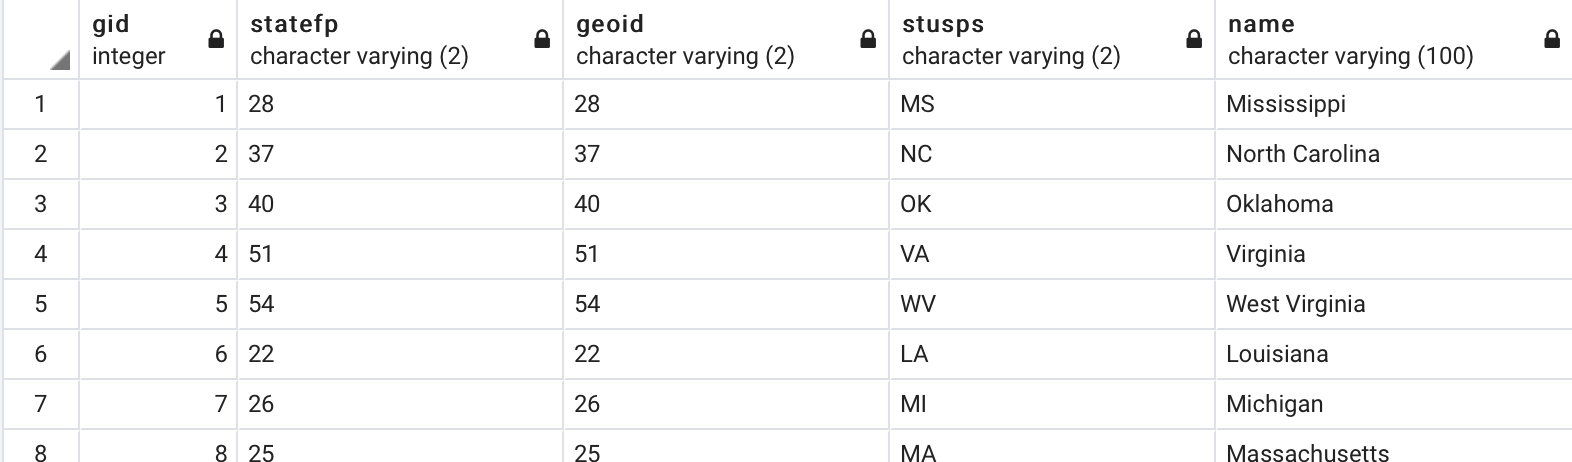 gid statefp geoid stusps name
integer character varying (2) character varying (2) character varying (2) character varying (100)
1 1 28 28 MS Mississippi
2 2 37 37 NC North Carolina
3 3 40 40 OK Oklahoma
4 4 51 51 VA Virginia
5 5 54 54 WV West Virginia
6 6 22 22 LA Louisiana
7 7 26 26 MI Michigan
8 8 25 25 MA Massachusetts